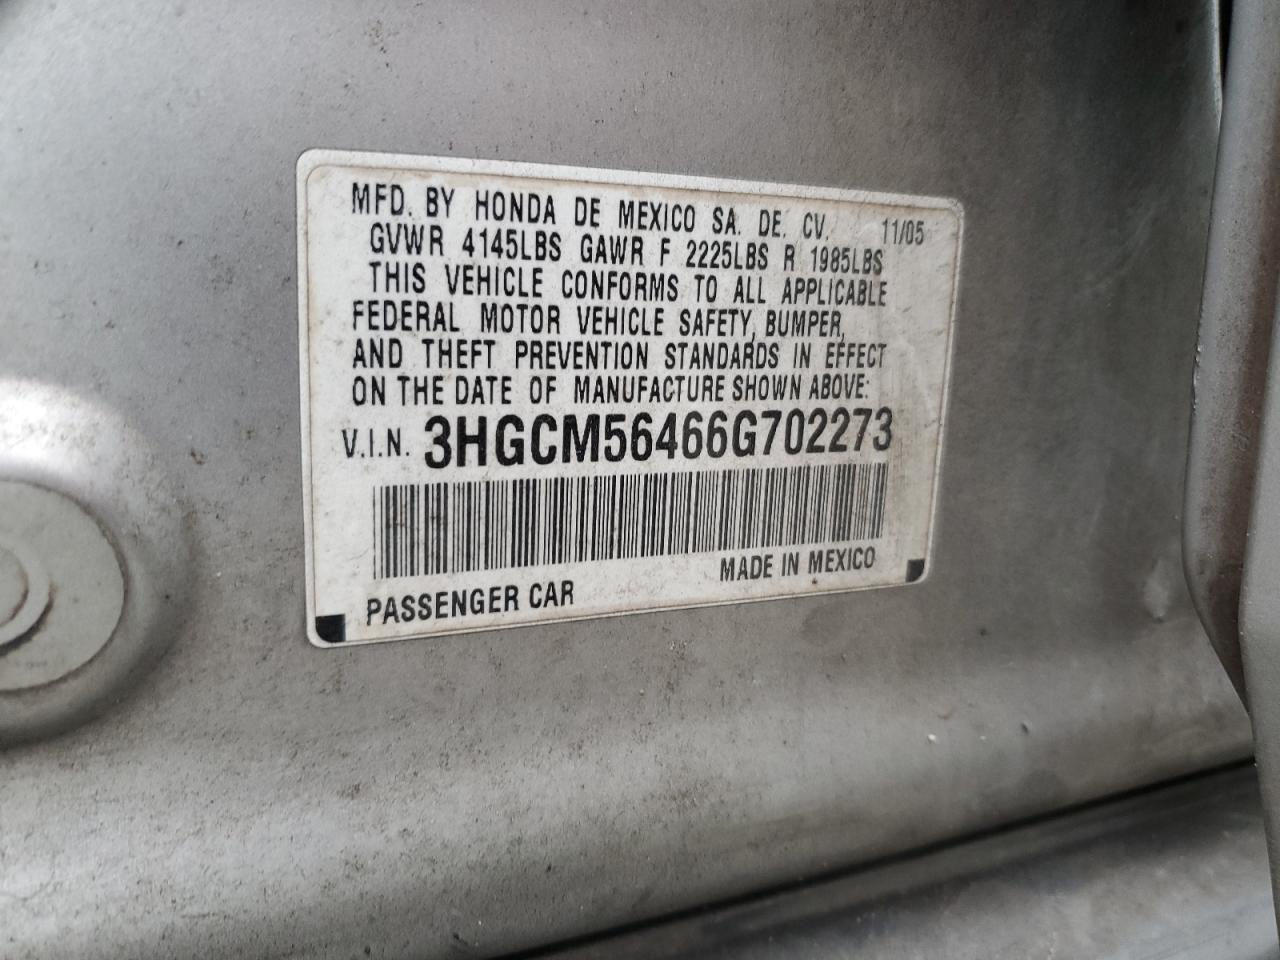 MFD. BY HONDA DE MEXICO SA. DE. CV. 11/05
GVWR 4145LBS GAWR F 2225LBS R 1985LBS
THIS VEHICLE CONFORMS TO ALL APPLICABLE
FEDERAL MOTOR VEHICLE SAFETY, BUMPER,
AND THEFT PREVENTION STANDARDS IN EFFECT
ON THE DATE OF MANUFACTURE SHOWN ABOVE:
V.I.N. 3HGCM56466G702273
MADE IN MEXICO
PASSENGER CAR